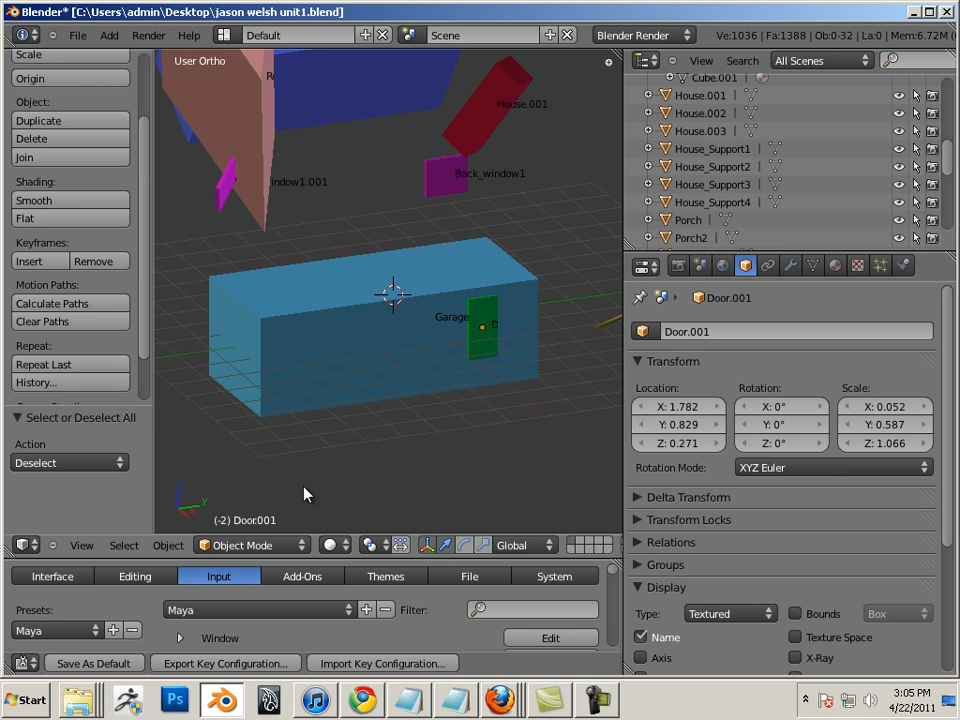 Blender* [C:\Users\admin\Desktop\jason welsh unit1.blend]
File Add Render Help Default Scene Blender Render Ve:1036 | Fa:1388 | Ob:0-32 | La:0 | Mem:6.72M
Scale
Origin
Object:
Duplicate
Delete
Join
Shading:
Smooth
Flat
Keyframes:
Insert Remove
Motion Paths:
Calculate Paths
Clear Paths
Repeat:
Repeat Last
History...
Select or Deselect All
Action
Deselect
User Ortho
House.001
indow1.001
Back_window1
Garage
D
y
(-2) Door.001
View Select Object Object Mode Global
View Search All Scenes
Cube.001
House.001
House.002
House.003
House_Support1
House_Support2
House_Support3
House_Support4
Porch
Porch2
Door.001
Door.001
Transform
Location: Rotation: Scale:
X: 1.782 X: 0° X: 0.052
Y: 0.829 Y: 0° Y: 0.587
Z: 0.271 Z: 0° Z: 1.066
Rotation Mode: XYZ Euler
Delta Transform
Transform Locks
Relations
Groups
Display
Type: Textured Bounds Box
Name Texture Space
Axis X-Ray
Interface Editing Input Add-Ons Themes File System
Presets: Maya Filter:
Maya Window Edit
Save As Default Export Key Configuration... Import Key Configuration...
Start Ps 3:05 PM
4/22/2011